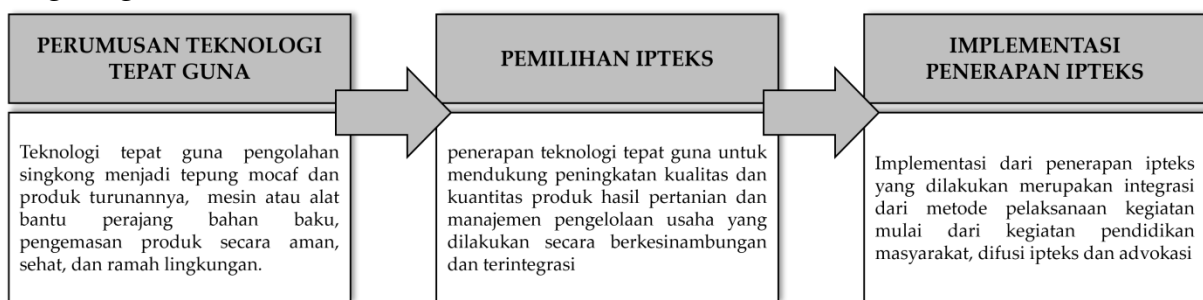 PERUMUSAN TEKNOLOGI
TEPAT GUNA
Teknologi tepat guna pengolahan
singkong menjadi tepung mocaf dan
produk turunannya, mesin atau alat
bantu perajang bahan baku,
pengemasan produk secara aman,
sehat, dan ramah lingkungan.
PEMILIHAN IPTEKS
penerapan teknologi tepat guna untuk
mendukung peningkatan kualitas dan
kuantitas produk hasil pertanian dan
manajemen pengelolaan usaha yang
dilakukan secara berkesinambungan
dan terintegrasi
IMPLEMENTASI
PENERAPAN IPTEKS
Implementasi dari penerapan ipteks
yang dilakukan merupakan integrasi
dari metode pelaksanaan kegiatan
mulai dari kegiatan pendidikan
masyarakat, difusi ipteks dan advokasi